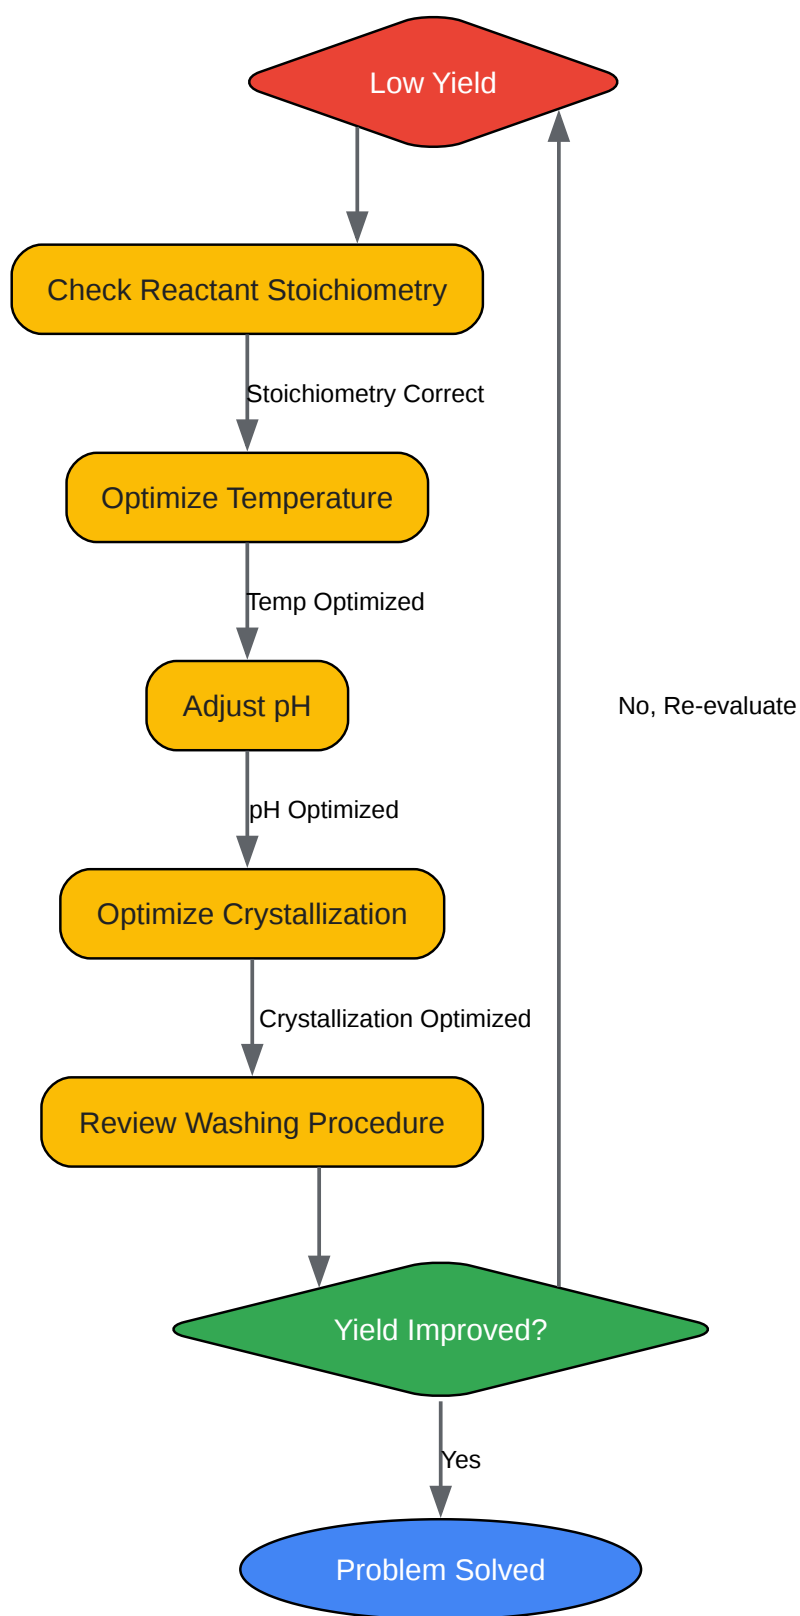 Low Yield
Check Reactant Stoichiometry
Stoichiometry Correct
Optimize Temperature
Temp Optimized
Adjust pH
No, Re-evaluate
pH Optimized
Optimize Crystallization
Crystallization Optimized
Review Washing Procedure
Yield Improved?
Yes
Problem Solved